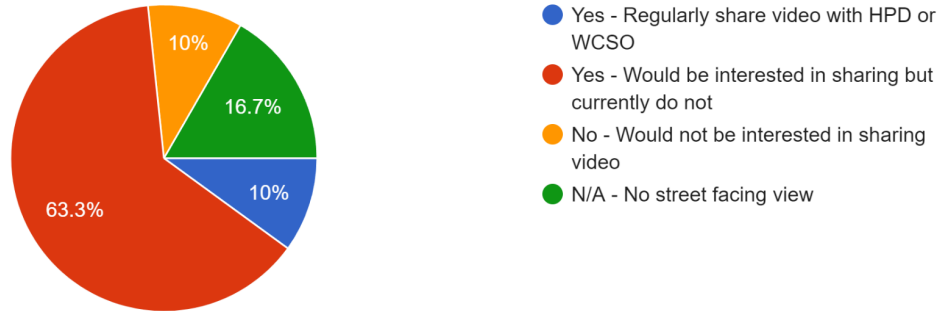 10%
16.7%
10%
63.3%
Yes - Regularly share video with HPD or
WCSO
Yes - Would be interested in sharing but
currently do not
No - Would not be interested in sharing
video
N/A - No street facing view